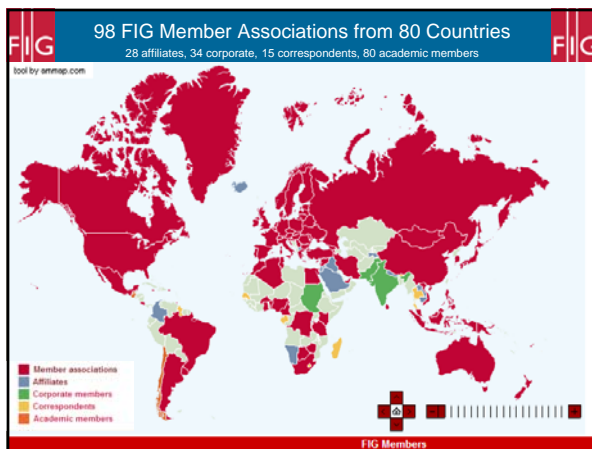 FIG
98 FIG Member Associations from 80 Countries
28 affiliates, 34 corporate, 15 correspondents, 80 academic members
FIG
tool by ammap.com
Member associations
Affiliates
Corporate members
Correspondents
Academic members
FIG Members